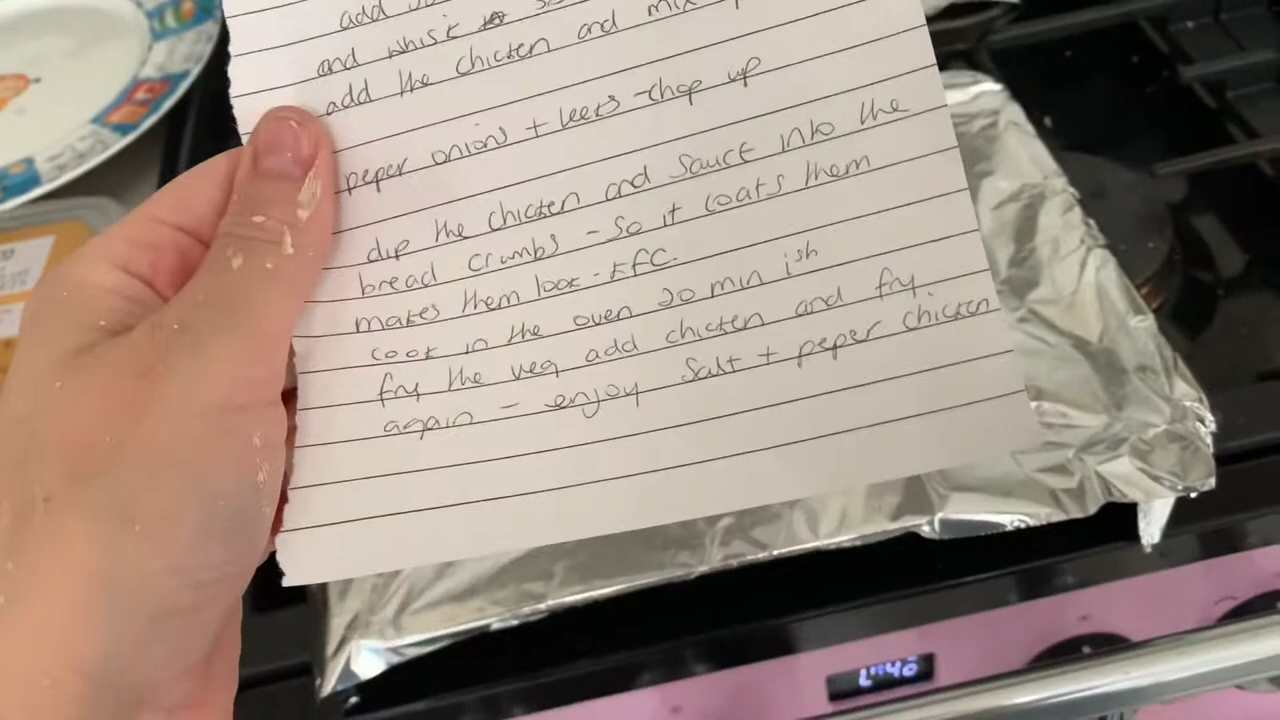 add
and whisk
add the chicken and mix
peper onions + leeks - chop up
dip the chicken and sauce into the
bread crumbs - so it coats them
makes them look - KFC.
cook in the oven 20 min ish
fry the veg add chicken and fry.
again - enjoy salt + peper chicken